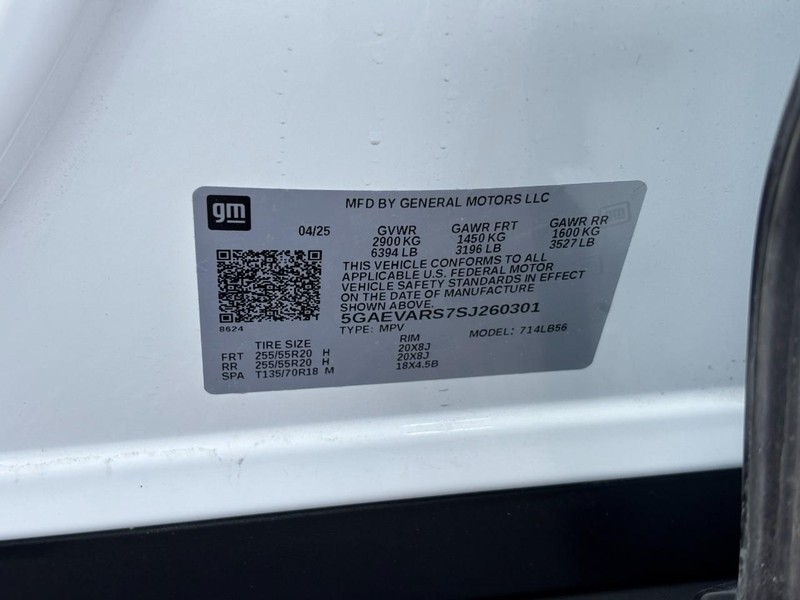 gm
MFD BY GENERAL MOTORS LLC
04/25 GVWR GAWR FRT GAWR RR
2900 KG 1450 KG 1600 KG
6394 LB 3196 LB 3527 LB
THIS VEHICLE CONFORMS TO ALL
APPLICABLE U.S. FEDERAL MOTOR
VEHICLE SAFETY STANDARDS IN EFFECT
ON THE DATE OF MANUFACTURE
SHOWN ABOVE.
5GAEVARS7SJ260301
8624
TYPE: MPV MODEL: 714LB56
TIRE SIZE RIM
FRT 255/55R20 H 20X8J
RR 255/55R20 H 20X8J
SPA T135/70R18 M 18X4.5B